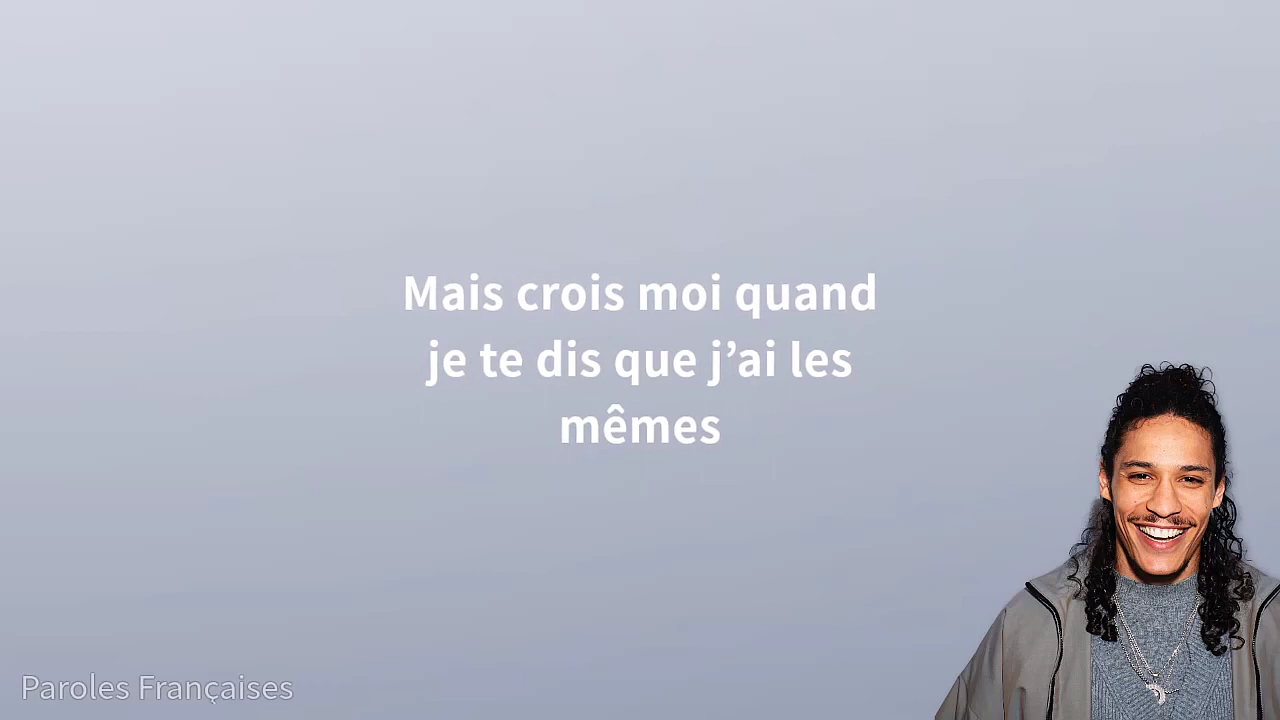 Mais crois moi quand
je te dis que j’ai les
mêmes
Paroles Françaises